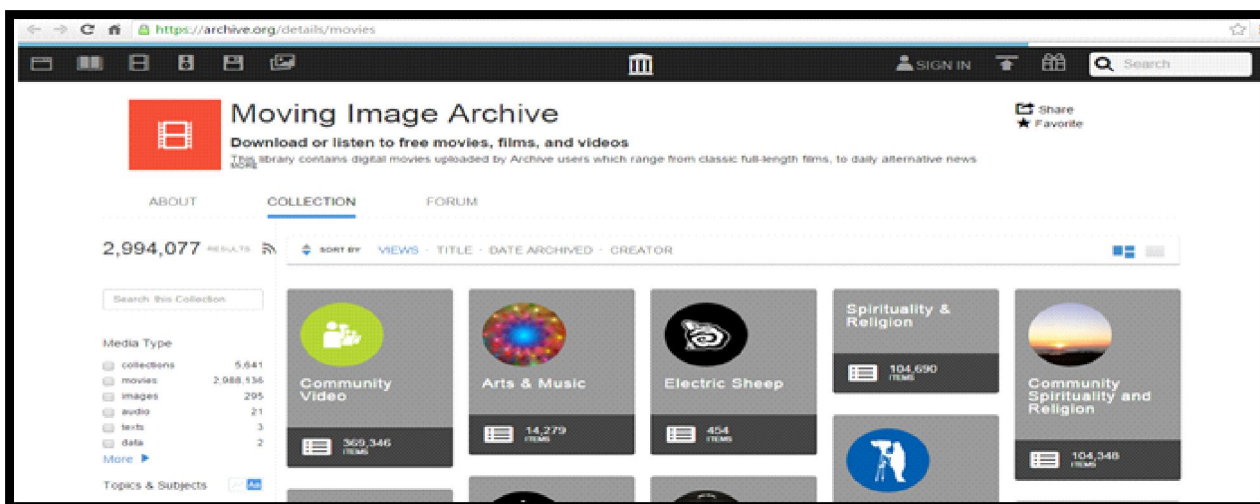 https://archive.org/details/movies
SIGN IN
Search
Moving Image Archive
Download or listen to free movies, films, and videos
This library contains digital movies uploaded by Archive users which range from classic full-length films, to daily alternative news
MORE
Share
Favorite
ABOUT COLLECTION FORUM
2,994,077 RESULTS
SORT BY VIEWS · TITLE · DATE ARCHIVED · CREATOR
Search this Collection
Media Type
collections 5,641
movies 2,988,136
images 295
audio 21
texts 3
data 2
More
Topics & Subjects
Aa
Community
Video
369,346
ITEMS
Arts & Music
14,279
ITEMS
Electric Sheep
454
ITEMS
Spirituality &
Religion
104,690
ITEMS
Community
Spirituality and
Religion
104,348
ITEMS